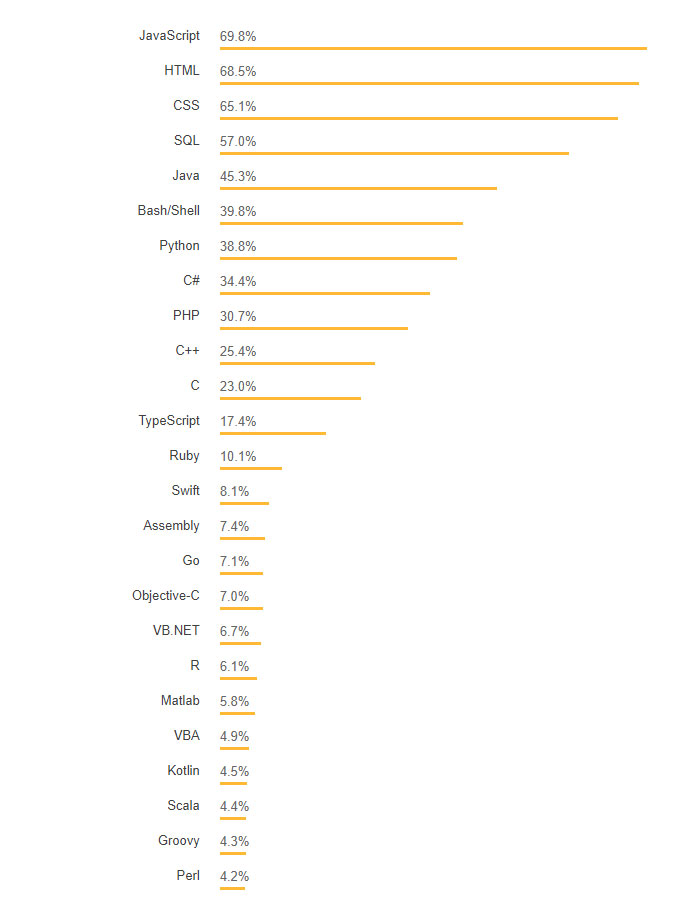 JavaScript 69.8%
HTML 68.5%
CSS 65.1%
SQL 57.0%
Java 45.3%
Bash/Shell 39.8%
Python 38.8%
C# 34.4%
PHP 30.7%
C++ 25.4%
C 23.0%
TypeScript 17.4%
Ruby 10.1%
Swift 8.1%
Assembly 7.4%
Go 7.1%
Objective-C 7.0%
VB.NET 6.7%
R 6.1%
Matlab 5.8%
VBA 4.9%
Kotlin 4.5%
Scala 4.4%
Groovy 4.3%
Perl 4.2%